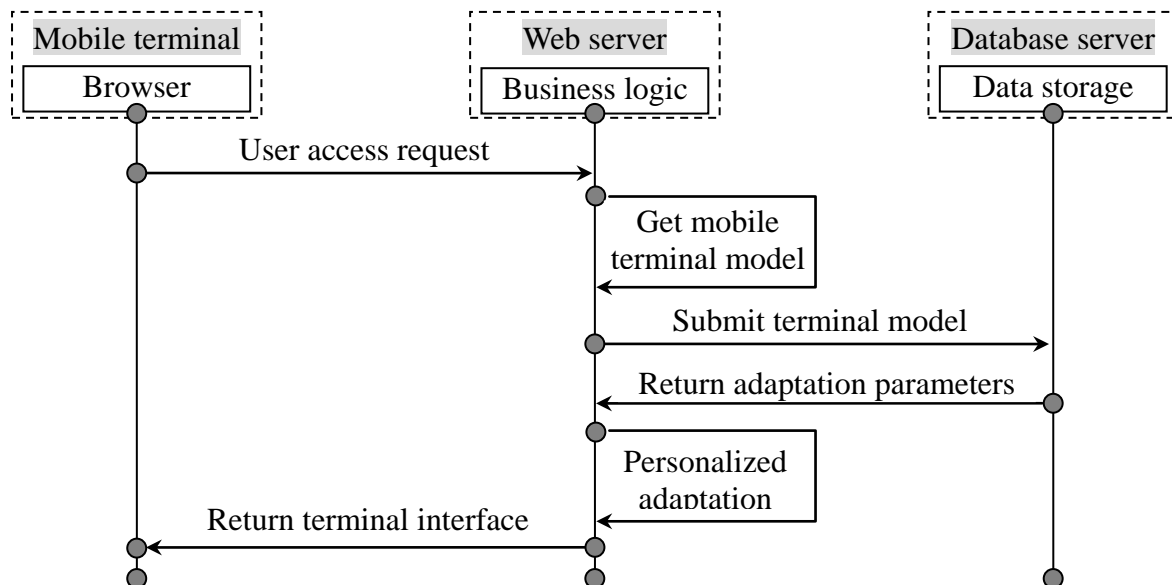 Mobile terminal
Web server
Database server
Browser
Business logic
Data storage
User access request
Get mobile
terminal model
Submit terminal model
Return adaptation parameters
Personalized
adaptation
Return terminal interface